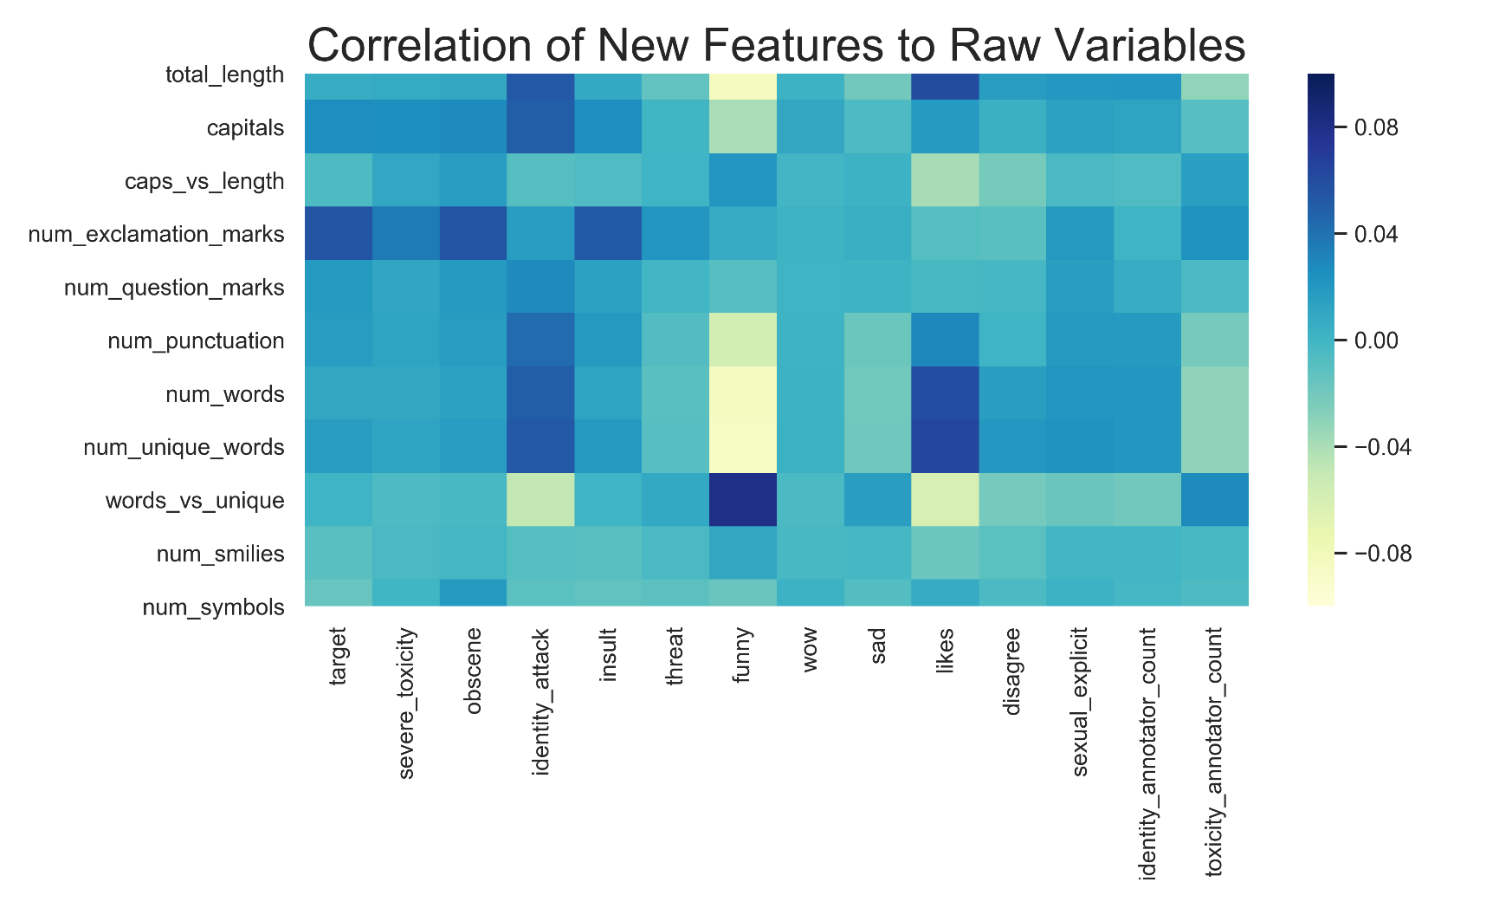 Correlation of New Features to Raw Variables
total_length
capitals
caps_vs_length
num_exclamation_marks
num_question_marks
num_punctuation
num_words
num_unique_words
words_vs_unique
num_smilies
num_symbols
target
severe_toxicity
obscene
identity_attack
insult
threat
funny
wow
sad
likes
disagree
sexual_explicit
identity_annotator_count
toxicity_annotator_count
0.08
0.04
0.00
−0.04
−0.08